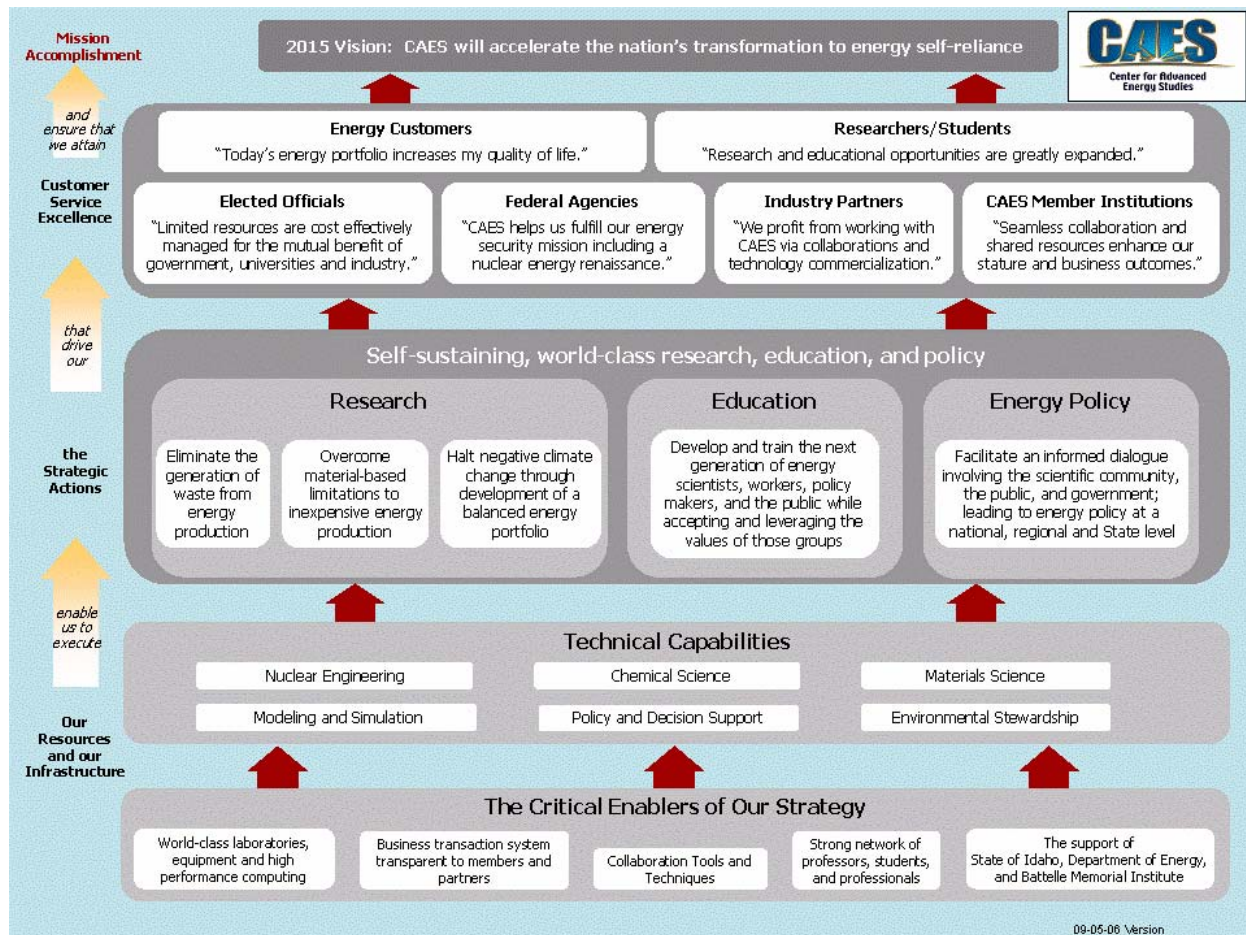 Mission
Accomplishment
2015 Vision: CAES will accelerate the nation's transformation to energy self-reliance
CAES
Center for Advanced
Energy Studies
and
ensure that
we attain
Customer
Service
Excellence
Energy Customers
"Today's energy portfolio increases my quality of life."
Researchers/Students
"Research and educational opportunities are greatly expanded."
Elected Officials
"Limited resources are cost effectively
managed for the mutual benefit of
government, universities and industry."
Federal Agencies
"CAES helps us fulfill our energy
security mission including a
nuclear energy renaissance."
Industry Partners
"We profit from working with
CAES via collaborations and
technology commercialization."
CAES Member Institutions
"Seamless collaboration and
shared resources enhance our
stature and business outcomes."
that
drive
our
the
Strategic
Actions
Self-sustaining, world-class research, education, and policy
Research
Eliminate the
generation of
waste from
energy
production
Overcome
material-based
limitations to
inexpensive energy
production
Halt negative climate
change through
development of a
balanced energy
portfolio
Education
Develop and train the next
generation of energy
scientists, workers, policy
makers, and the public while
accepting and leveraging the
values of those groups
Energy Policy
Facilitate an informed dialogue
involving the scientific community,
the public, and government;
leading to energy policy at a
national, regional and State level
enable
us to
execute
Our
Resources
and our
Infrastructure
Technical Capabilities
Nuclear Engineering
Chemical Science
Materials Science
Modeling and Simulation
Policy and Decision Support
Environmental Stewardship
The Critical Enablers of Our Strategy
World-class laboratories,
equipment and high
performance computing
Business transaction system
transparent to members and
partners
Collaboration Tools and
Techniques
Strong network of
professors, students,
and professionals
The support of
State of Idaho, Department of Energy,
and Battelle Memorial Institute
09-05-06 Version